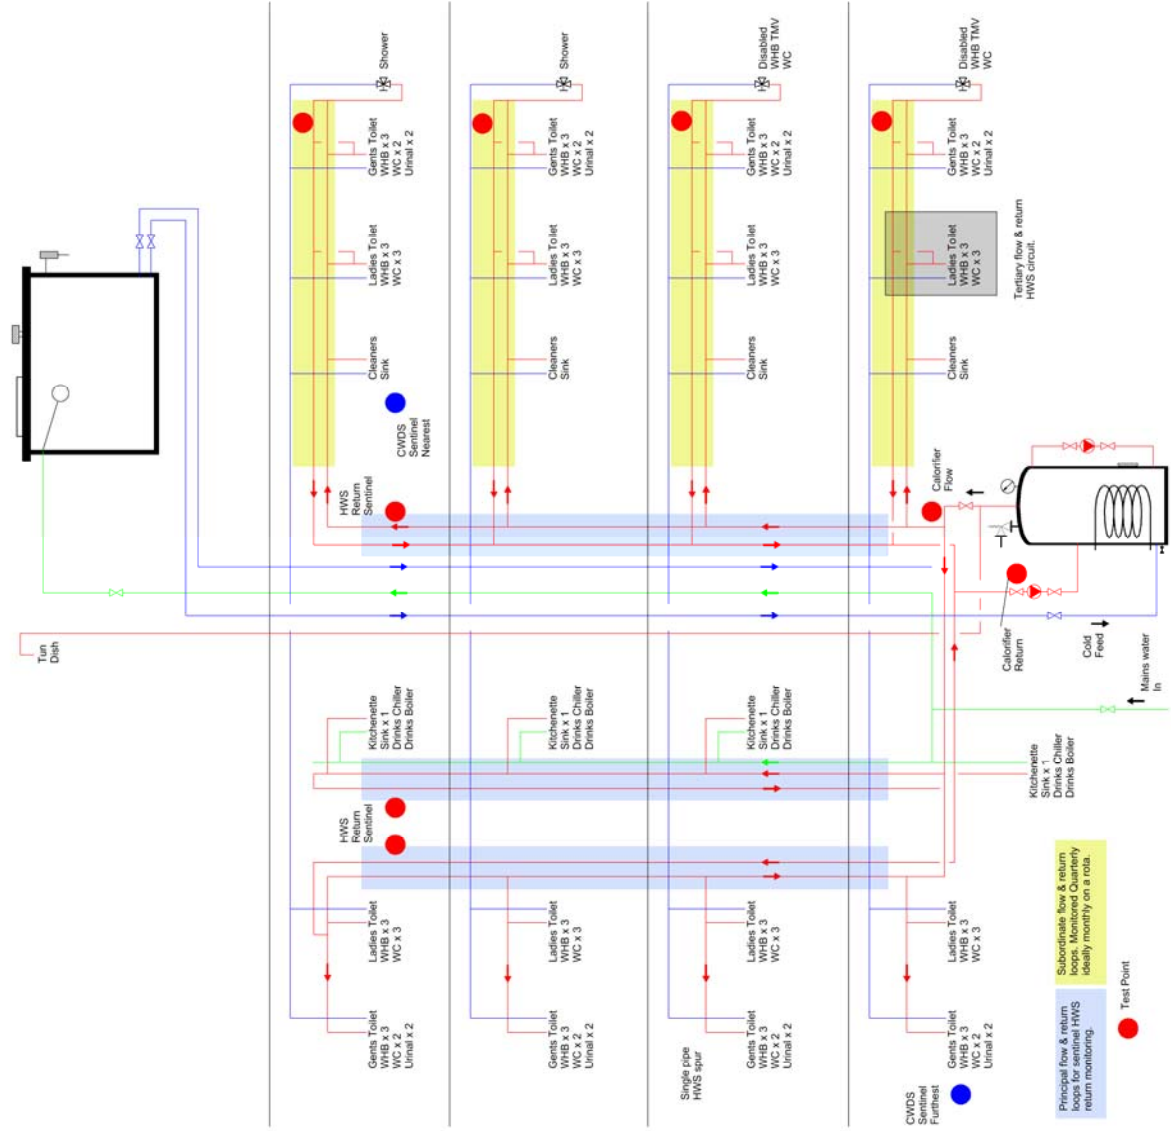 Tun
Dish
Shower
Gents Toilet
WHB x 3
WC x 2
Urinal x 2
Ladies Toilet
WHB x 3
WC x 3
Cleaners
Sink
CWDS
Sentinel
Nearest
HWS
Return
Sentinel
Kitchenette
Sink x 1
Drinks Chiller
Drinks Boiler
HWS
Return
Sentinel
Ladies Toilet
WHB x 3
WC x 3
Gents Toilet
WHB x 3
WC x 2
Urinal x 2
Shower
Gents Toilet
WHB x 3
WC x 2
Urinal x 2
Ladies Toilet
WHB x 3
WC x 3
Cleaners
Sink
Kitchenette
Sink x 1
Drinks Chiller
Drinks Boiler
Ladies Toilet
WHB x 3
WC x 3
Gents Toilet
WHB x 3
WC x 2
Urinal x 2
Disabled
WHB TMV
WC
Gents Toilet
WHB x 3
WC x 2
Urinal x 2
Ladies Toilet
WHB x 3
WC x 3
Cleaners
Sink
Kitchenette
Sink x 1
Drinks Chiller
Drinks Boiler
Ladies Toilet
WHB x 3
WC x 3
Gents Toilet
WHB x 3
WC x 2
Urinal x 2
Single pipe
HWS spur
Disabled
WHB TMV
WC
Gents Toilet
WHB x 3
WC x 2
Urinal x 2
Ladies Toilet
WHB x 3
WC x 3
Tertiary flow & return
HWS circuit.
Cleaners
Sink
Calorifier
Flow
Calorifier
Return
Cold
Feed
Mains water
In
Kitchenette
Sink x 1
Drinks Chiller
Drinks Boiler
Ladies Toilet
WHB x 3
WC x 3
Gents Toilet
WHB x 3
WC x 2
Urinal x 2
CWDS
Sentinel
Furthest
Principal flow & return
loops for sentinel HWS
return monitoring.
Subordinate flow & return
loops. Monitored Quarterly
ideally monthly on a rota.
Test Point